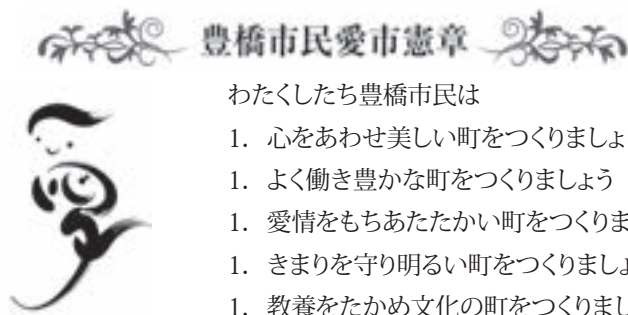 豊橋市民愛市憲章
わたくしたち豊橋市民は
1. 心をあわせ美しい町をつくりましょ
1. よく働き豊かな町をつくりましょう
1. 愛情をもちあたたかい町をつくりま
1. きまりを守り明るい町をつくりまし
1. 教養をたかめ文化の町をつくりまし
愛